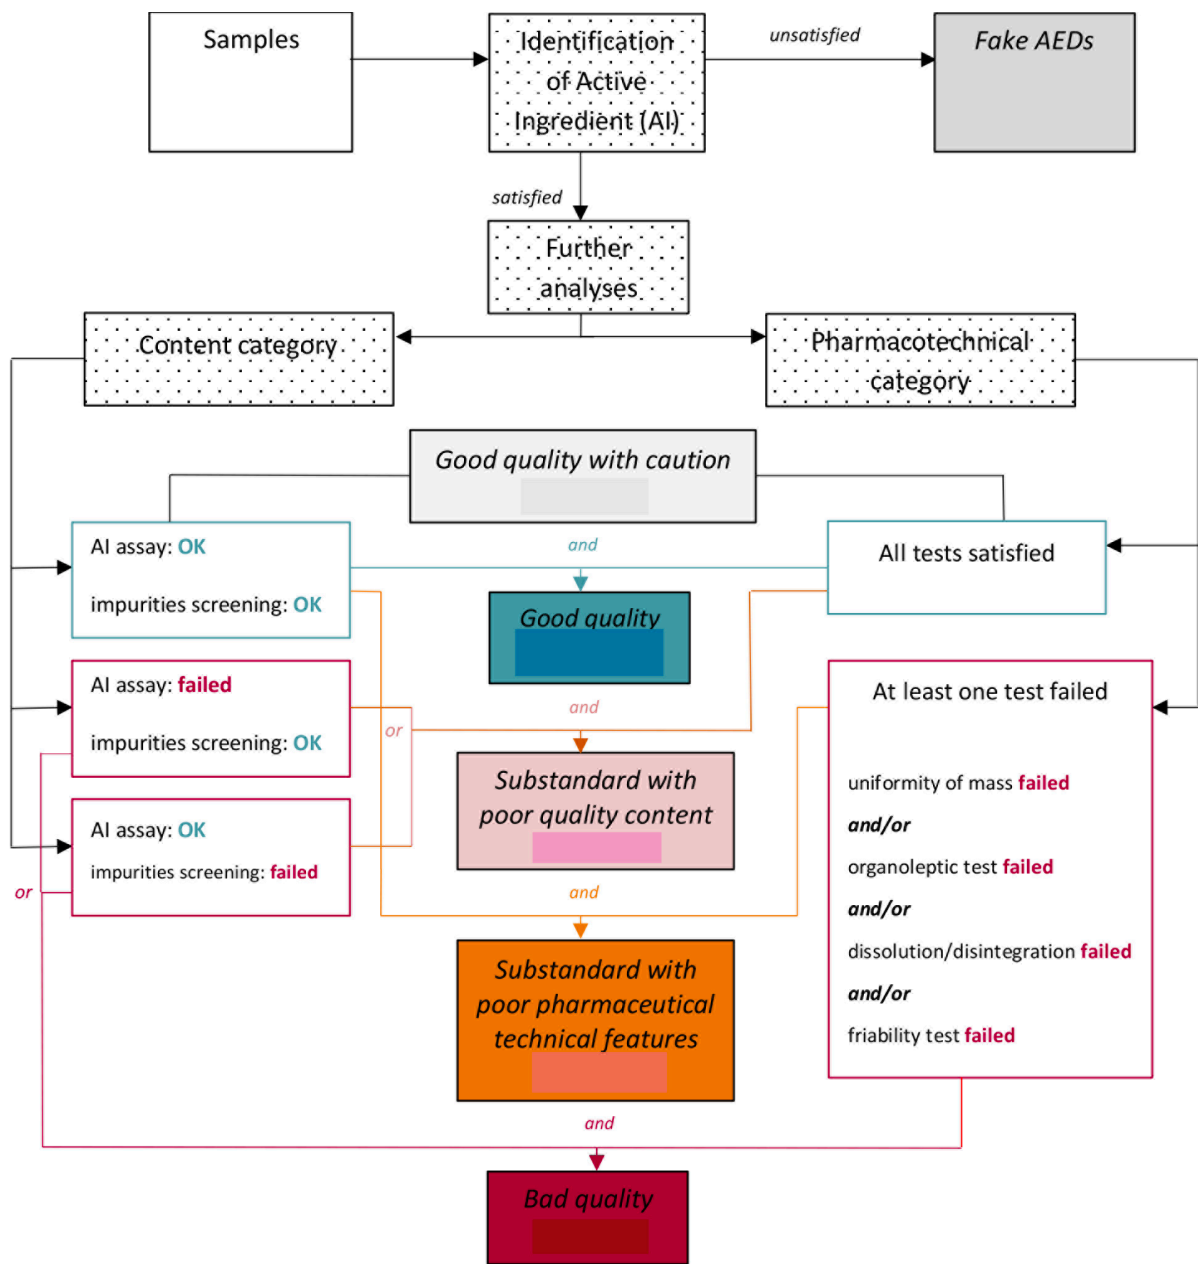 Samples
Identification
of Active
Ingredient (AI)
unsatisfied
Fake AEDs
satisfied
Further
analyses
Content category
Pharmacotechnical
category
Good quality with caution
AI assay: OK
impurities screening: OK
and
All tests satisfied
Good quality
AI assay: failed
impurities screening: OK
or
and
At least one test failed
Substandard with
poor quality content
uniformity of mass failed
and/or
organoleptic test failed
and/or
dissolution/disintegration failed
and/or
friability test failed
AI assay: OK
impurities screening: failed
or
and
Substandard with
poor pharmaceutical
technical features
and
Bad quality